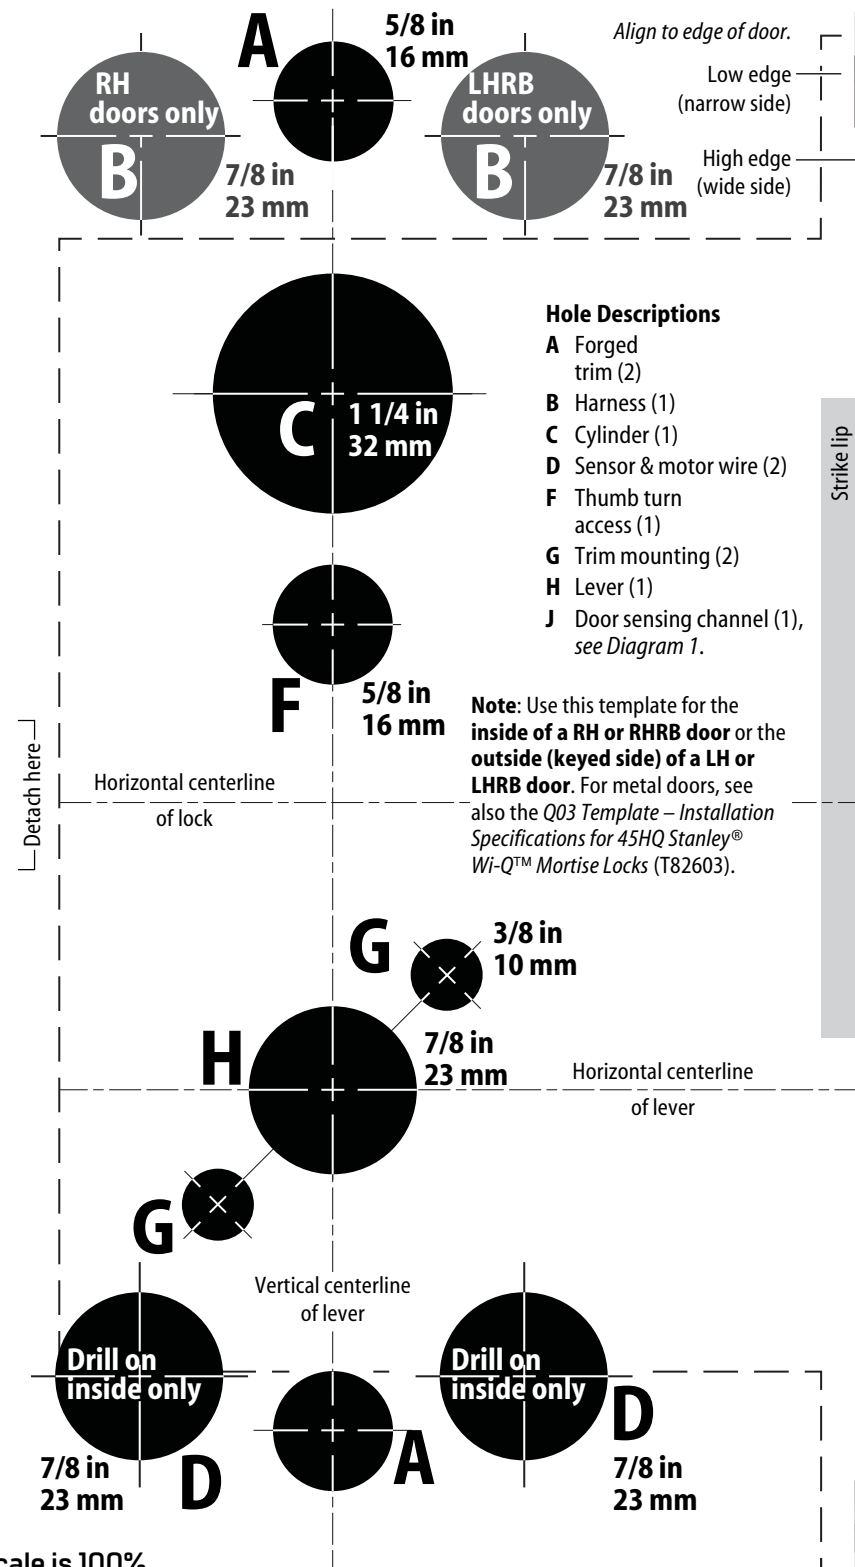 A
5/8 in
16 mm
Align to edge of door.
RH
doors only
B
7/8 in
23 mm
LHRB
doors only
B
7/8 in
23 mm
Low edge
(narrow side)
High edge
(wide side)
C
1 1/4 in
32 mm
Hole Descriptions
A Forged
trim (2)
B Harness (1)
C Cylinder (1)
D Sensor & motor wire (2)
F Thumb turn
access (1)
G Trim mounting (2)
H Lever (1)
J Door sensing channel (1),
see Diagram 1.
Strike lip
F
5/8 in
16 mm
Note: Use this template for the
inside of a RH or RHRB door or the
outside (keyed side) of a LH or
LHRB door. For metal doors, see
also the Q03 Template – Installation
Specifications for 45HQ Stanley®
Wi-Q™ Mortise Locks (T82603).
Detach here
Horizontal centerline
of lock
G
3/8 in
10 mm
H
7/8 in
23 mm
Horizontal centerline
of lever
G
Vertical centerline
of lever
Drill on
inside only
7/8 in
23 mm
D
A
Drill on
inside only
D
7/8 in
23 mm
cale is 100%